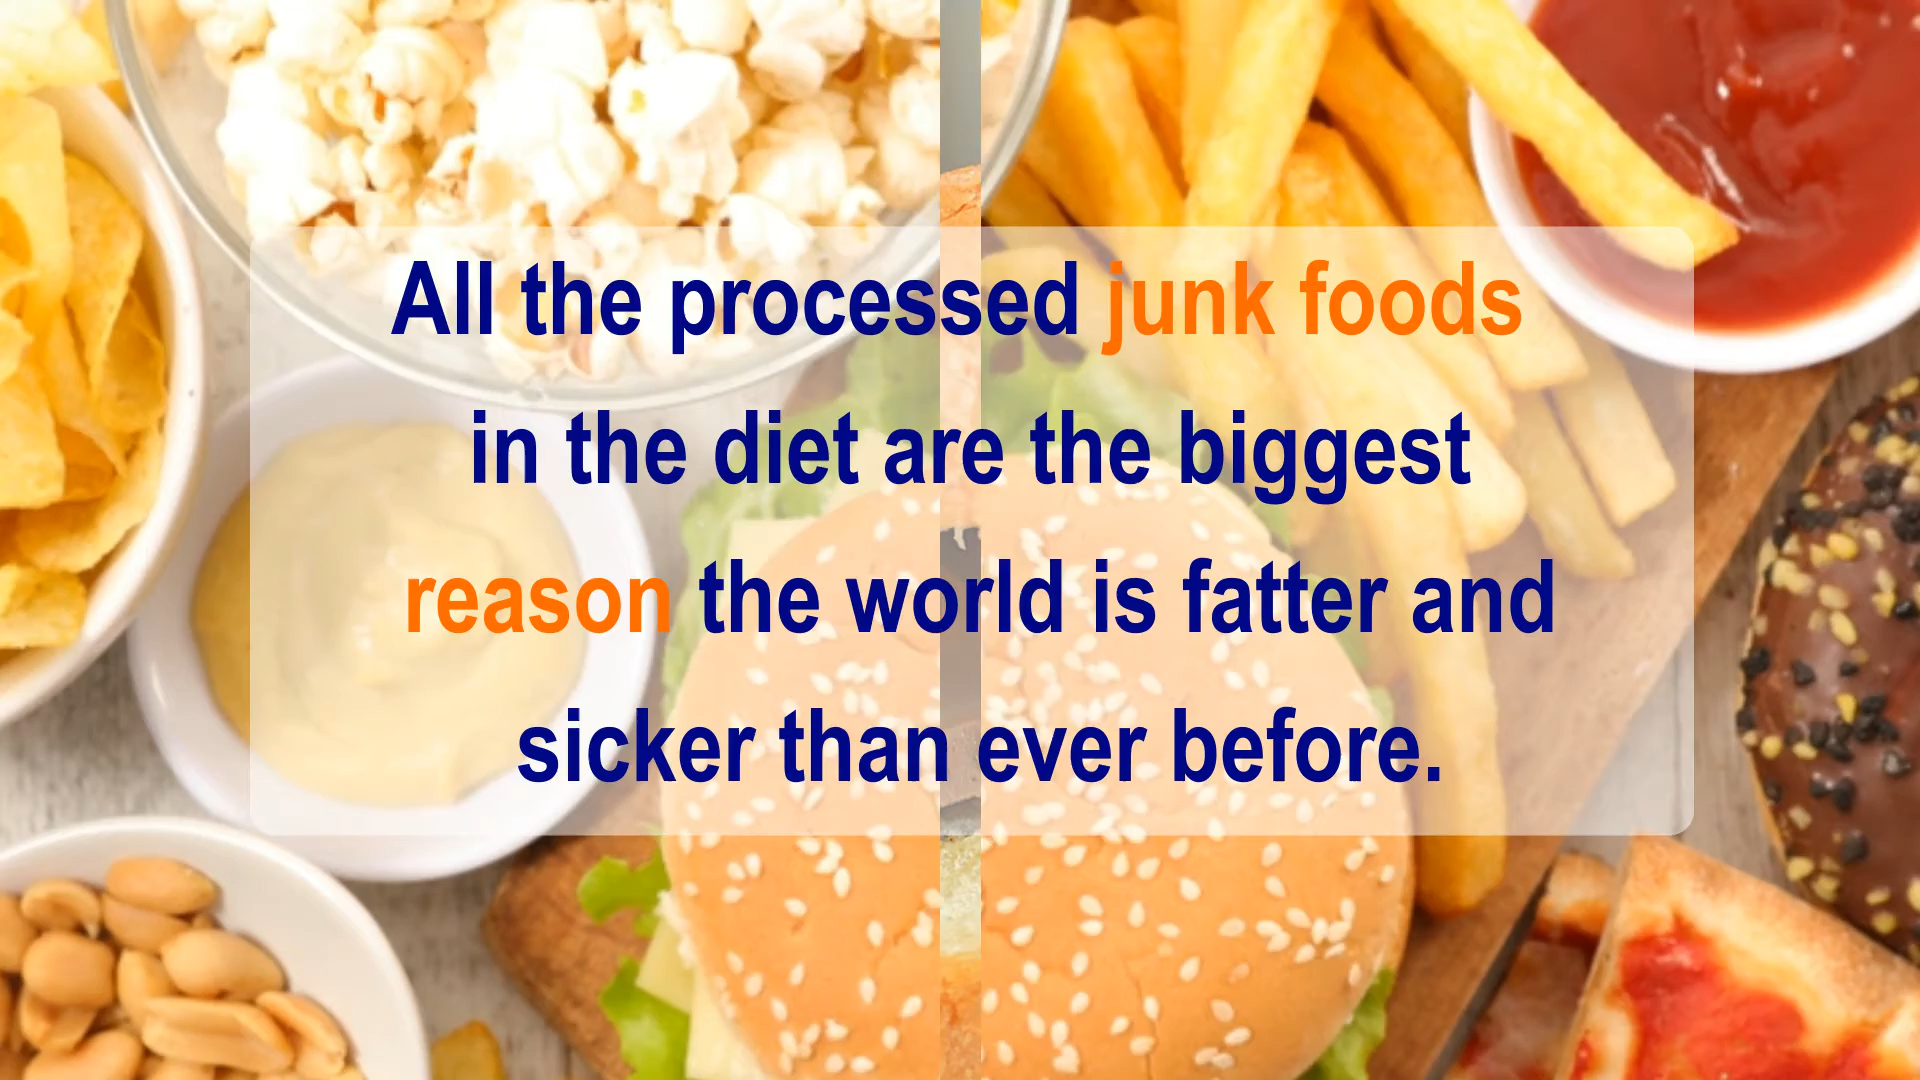 All the processed junk foods
in the diet are the biggest
reason the world is fatter and
sicker than ever before.